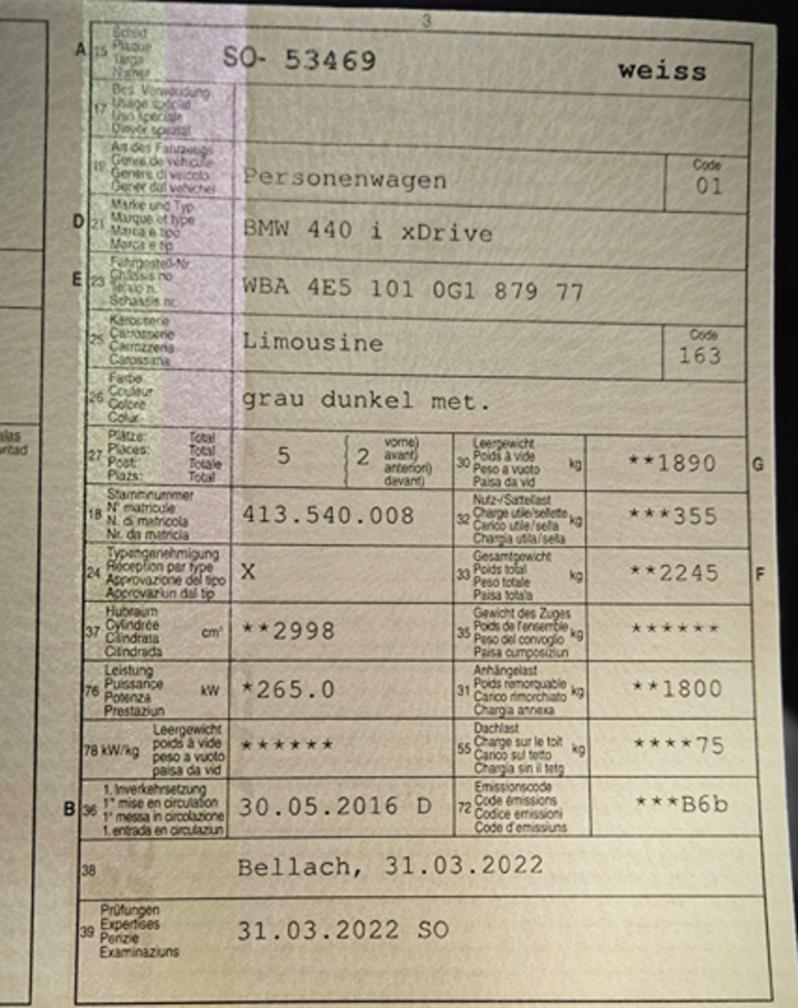 3
A 15 Schild Plaque Targa Numer SO- 53469 weiss
17 Bes. Verwendung Usage spécial Uso speciale Diever spezial
19 Art des Fahrzeugs Genre de véhicule Genere di veicolo Gener dal vehichel Personenwagen Code 01
D 21 Marke und Typ Marque et type Marca e tipo Marca e tip BMW 440 i xDrive
E 23 Fahrgestell-Nr. Châssis no Telaio n. Schassis nr. WBA 4E5 101 0G1 879 77
25 Karosserie Carrosserie Carrozzeria Carossaria Limousine Code 163
26 Farbe Couleur Colore Colur grau dunkel met.
27 Plätze: Total Places: Total Post: Totale Plazs: Total 5 ( 2 vorne) avant) anteriori) davant)
30 Leergewicht Poids à vide Peso a vuoto Paisa da vid kg **1890 G
18 Stammnummer N° matricule N. di matricola Nr. da matricla 413.540.008
32 Nutz-/Sattellast Charge utile/sellette Carico utile/sella Chargia utila/sella kg ***355
24 Typengenehmigung Réception par type Approvazione del tipo Approvaziun dal tip X
33 Gesamtgewicht Poids total Peso totale Paisa totala kg **2245 F
37 Hubraum Cylindrée Cilindrata Cilindrada cm³ **2998
35 Gewicht des Zuges Poids de l'ensemble Peso del convoglio Paisa cumposiziun kg ******
76 Leistung Puissance Potenza Prestaziun kW *265.0
31 Anhängelast Poids remorquable Carico rimorchiato Chargia annexa kg **1800
78 kW/kg Leergewicht poids à vide peso a vuoto paisa da vid ******
55 Dachlast Charge sur le toit Carico sul tetto Chargia sin il tetg kg ****75
B 36 1. Inverkehrsetzung 1re mise en circulation 1a messa in circolazione 1. entrada en circulaziun 30.05.2016 D
72 Emissionscode Code émissions Codice emissioni Code d'emissiuns ***B6b
38 Bellach, 31.03.2022
39 Prüfungen Expertises Perizie Examinaziuns 31.03.2022 SO